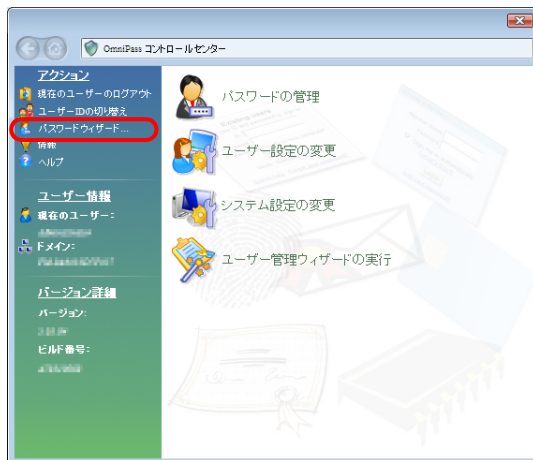 OmniPass コントロールセンター
アクション
現在のユーザーのログアウト
ユーザーIDの切り替え
パスワードウィザード...
情報
ヘルプ
ユーザー情報
現在のユーザー:
ドメイン:
バージョン詳細
バージョン:
ビルド番号:
パスワードの管理
ユーザー設定の変更
システム設定の変更
ユーザー管理ウィザードの実行